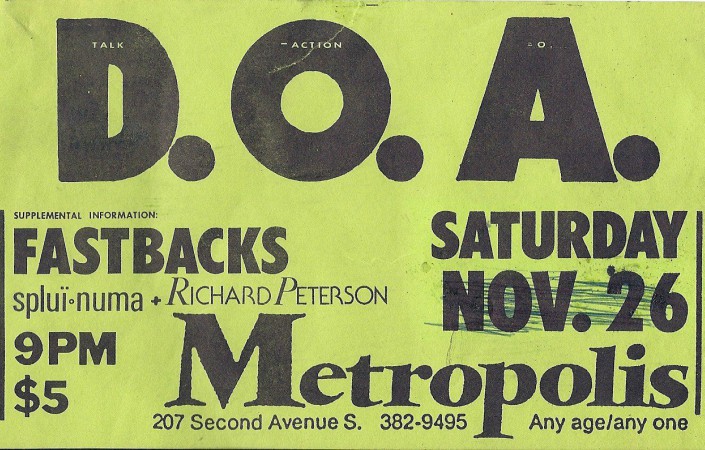 D.O.A.
TALK – ACTION = O.
SUPPLEMENTAL INFORMATION:
FASTBACKS
spluï•numa + RICHARD PETERSON
9PM
$5
SATURDAY
NOV. 26
Metropolis
207 Second Avenue S. 382-9495 Any age/any one